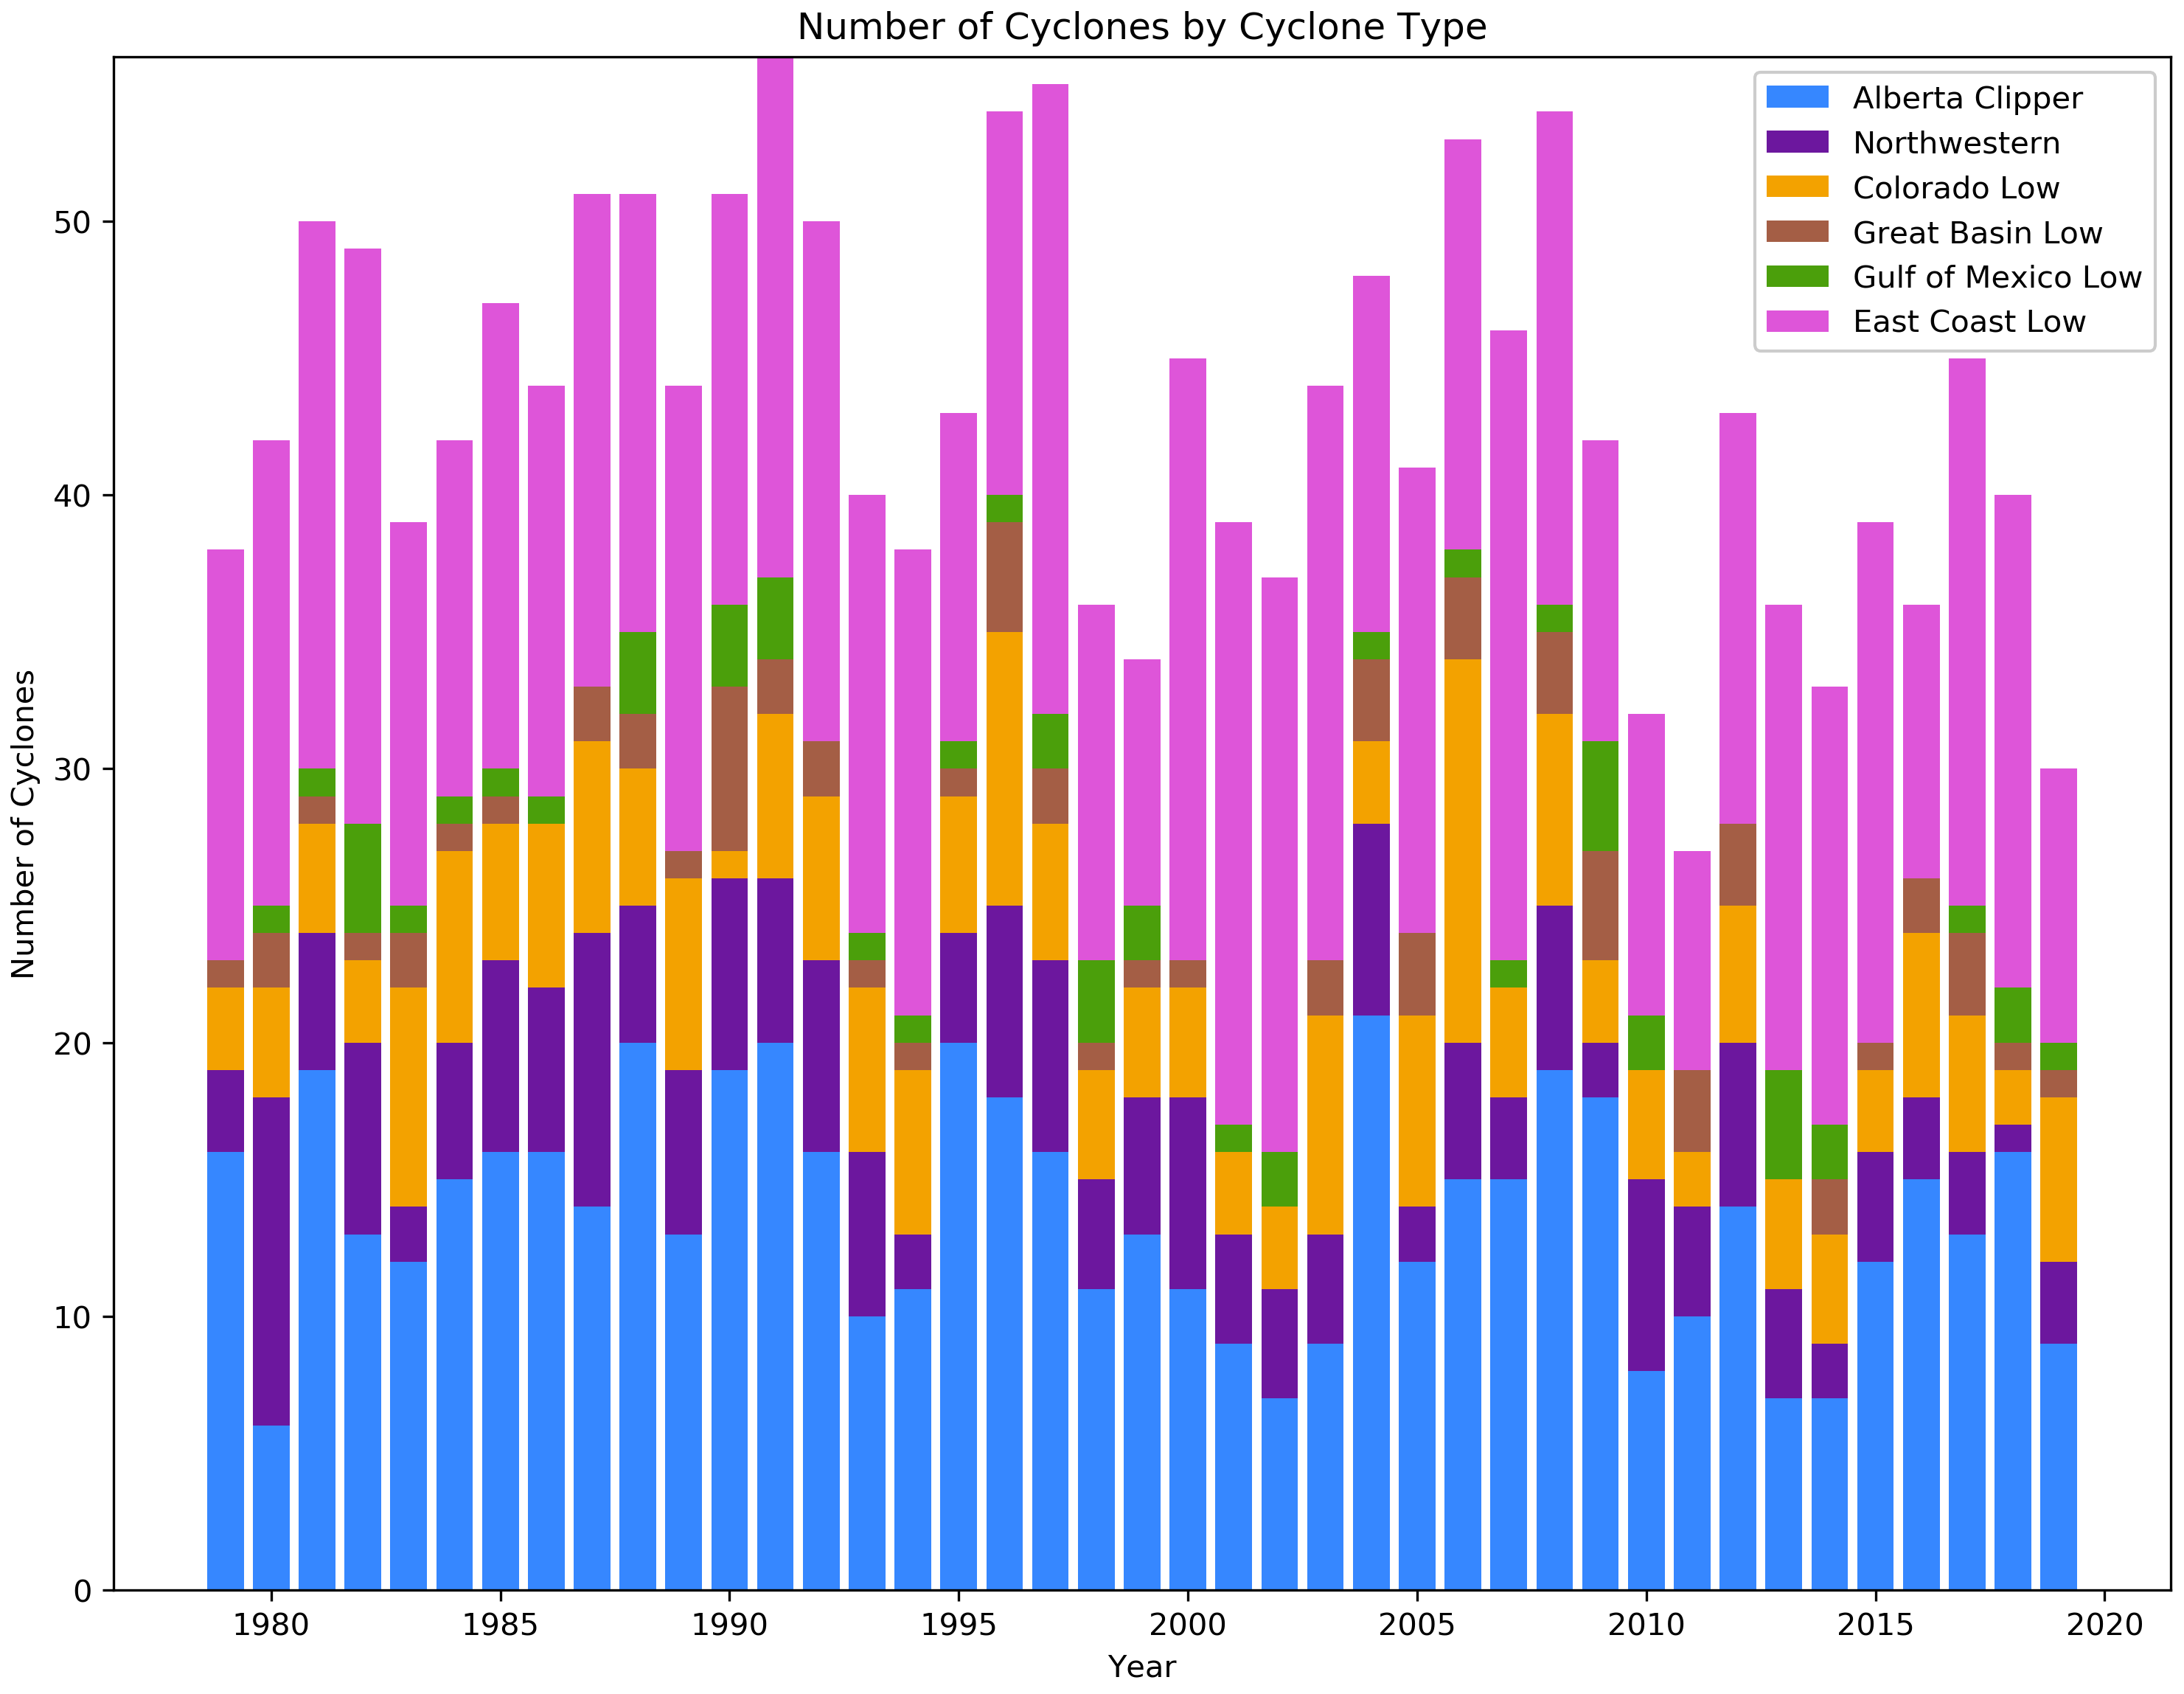 Number of Cyclones by Cyclone Type
Alberta Clipper
Northwestern
Colorado Low
Great Basin Low
Gulf of Mexico Low
East Coast Low
Number of Cyclones
50
40
30
20
10
0
1980 1985 1990 1995 2000 2005 2010 2015 2020
Year